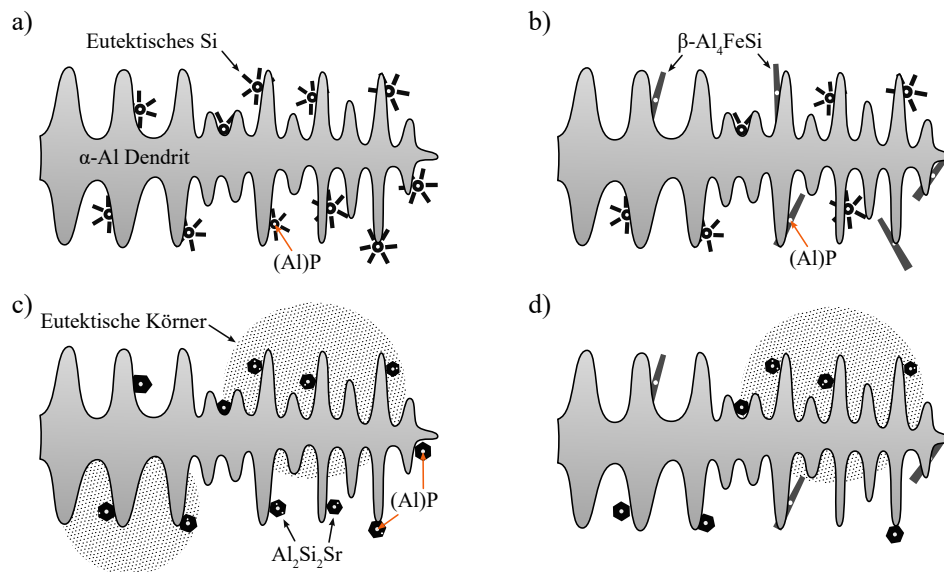 a)
Eutektisches Si
α-Al Dendrit
(Al)P
b)
β-Al₄FeSi
(Al)P
c)
Eutektische Körner
(Al)P
Al₂Si₂Sr
d)